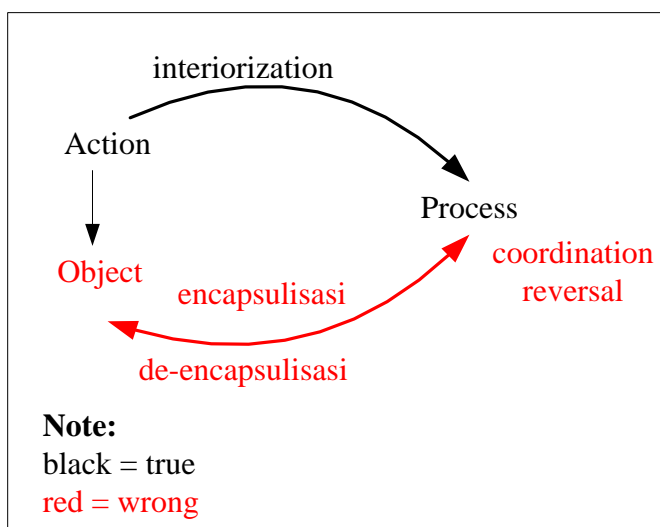 interiorization
Action
Process
Object
coordination
reversal
encapsulisasi
de-encapsulisasi
Note:
black = true
red = wrong